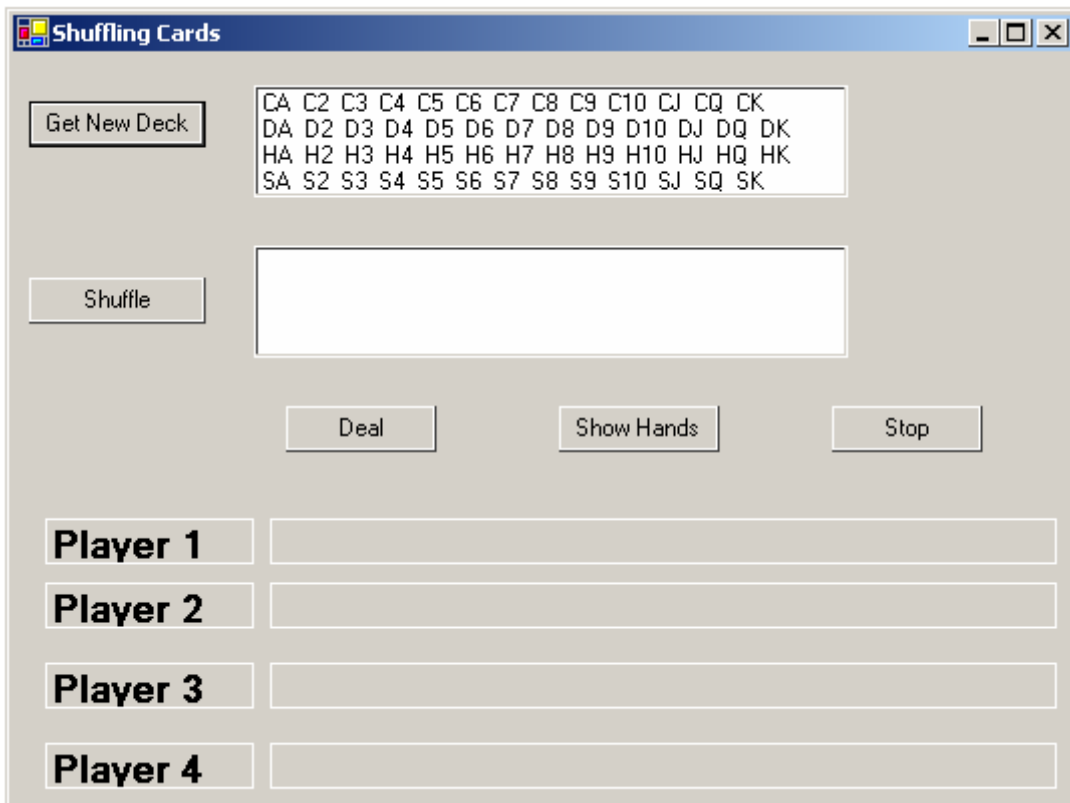 Shuffling Cards
Get New Deck
CA C2 C3 C4 C5 C6 C7 C8 C9 C10 CJ CQ CK
DA D2 D3 D4 D5 D6 D7 D8 D9 D10 DJ DQ DK
HA H2 H3 H4 H5 H6 H7 H8 H9 H10 HJ HQ HK
SA S2 S3 S4 S5 S6 S7 S8 S9 S10 SJ SQ SK
Shuffle
Deal Show Hands Stop
Player 1
Player 2
Player 3
Player 4